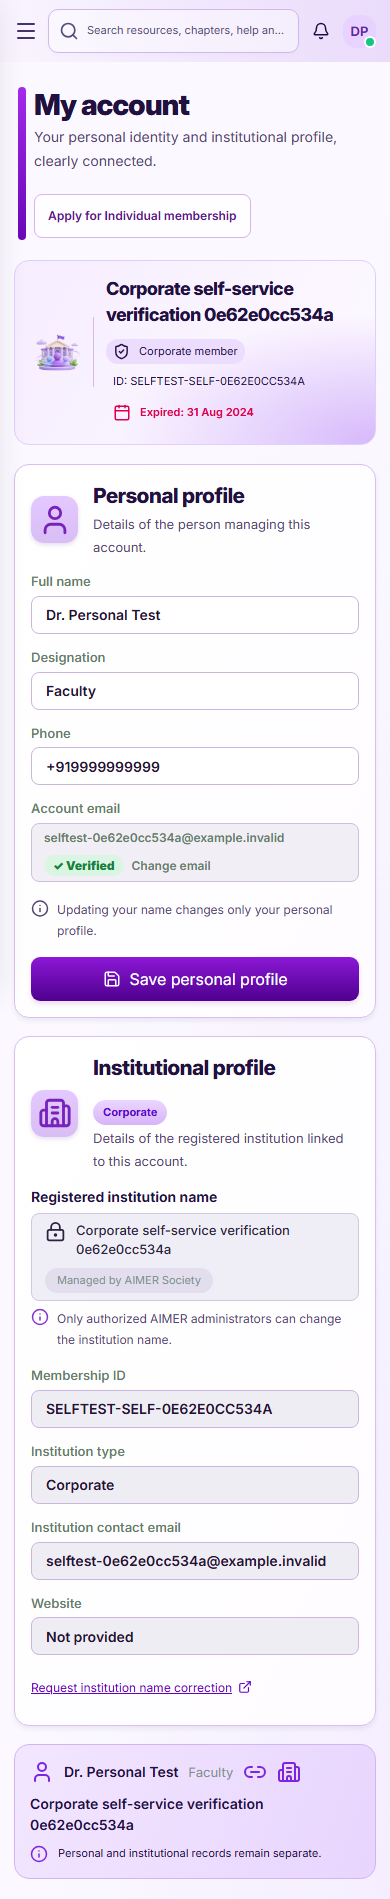 Search resources, chapters, help an...
DP
My account
Your personal identity and institutional profile,
clearly connected.
Apply for Individual membership
Corporate self-service
verification 0e62e0cc534a
Corporate member
ID: SELFTEST-SELF-0E62E0CC534A
Expired: 31 Aug 2024
Personal profile
Details of the person managing this
account.
Full name
Dr. Personal Test
Designation
Faculty
Phone
+919999999999
Account email
selftest-0e62e0cc534a@example.invalid
✓ Verified Change email
Updating your name changes only your personal
profile.
Save personal profile
Institutional profile
Corporate
Details of the registered institution linked
to this account.
Registered institution name
Corporate self-service verification
0e62e0cc534a
Managed by AIMER Society
Only authorized AIMER administrators can change
the institution name.
Membership ID
SELFTEST-SELF-0E62E0CC534A
Institution type
Corporate
Institution contact email
selftest-0e62e0cc534a@example.invalid
Website
Not provided
Request institution name correction
Dr. Personal Test Faculty
Corporate self-service verification
0e62e0cc534a
Personal and institutional records remain separate.